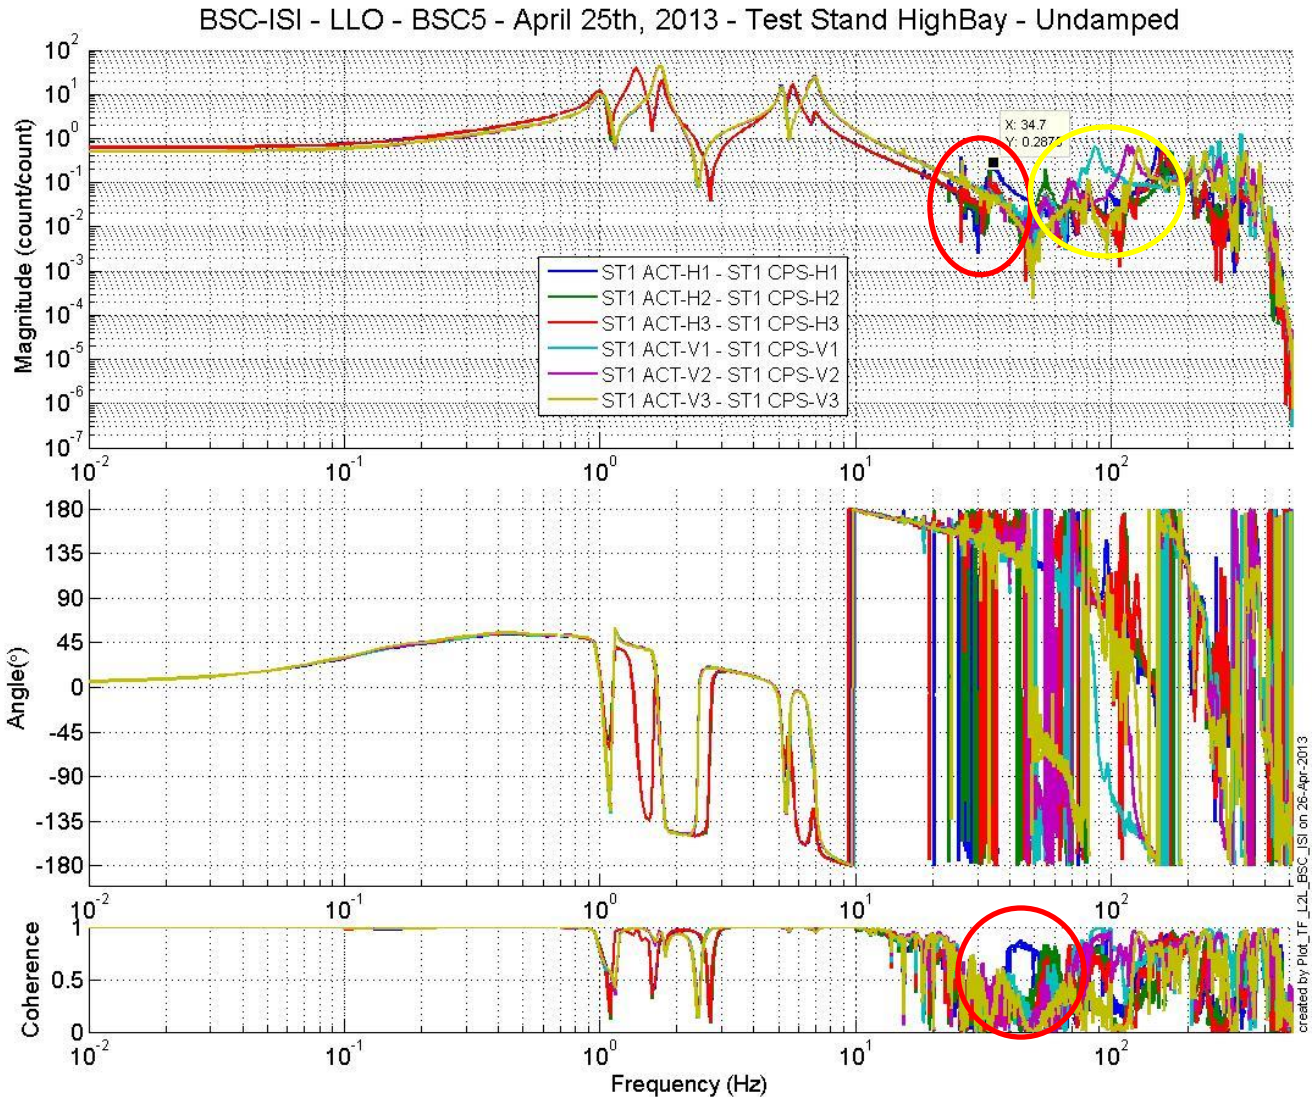 BSC-ISI - LLO - BSC5 - April 25th, 2013 - Test Stand HighBay - Undamped
10^2
10^1
10^0
10^-1
10^-2
10^-3
10^-4
10^-5
10^-6
10^-7
Magnitude (count/count)
X: 34.7
Y: 0.2875
ST1 ACT-H1 - ST1 CPS-H1
ST1 ACT-H2 - ST1 CPS-H2
ST1 ACT-H3 - ST1 CPS-H3
ST1 ACT-V1 - ST1 CPS-V1
ST1 ACT-V2 - ST1 CPS-V2
ST1 ACT-V3 - ST1 CPS-V3
10^-2 10^-1 10^0 10^1 10^2
180
135
90
45
0
-45
-90
-135
-180
Angle(°)
10^-2 10^-1 10^0 10^1 10^2
1
0.5
0
Coherence
10^-2 10^-1 10^0 10^1 10^2
Frequency (Hz)
created by Plot_TF_L2L_BSC_ISI on 26-Apr-2013